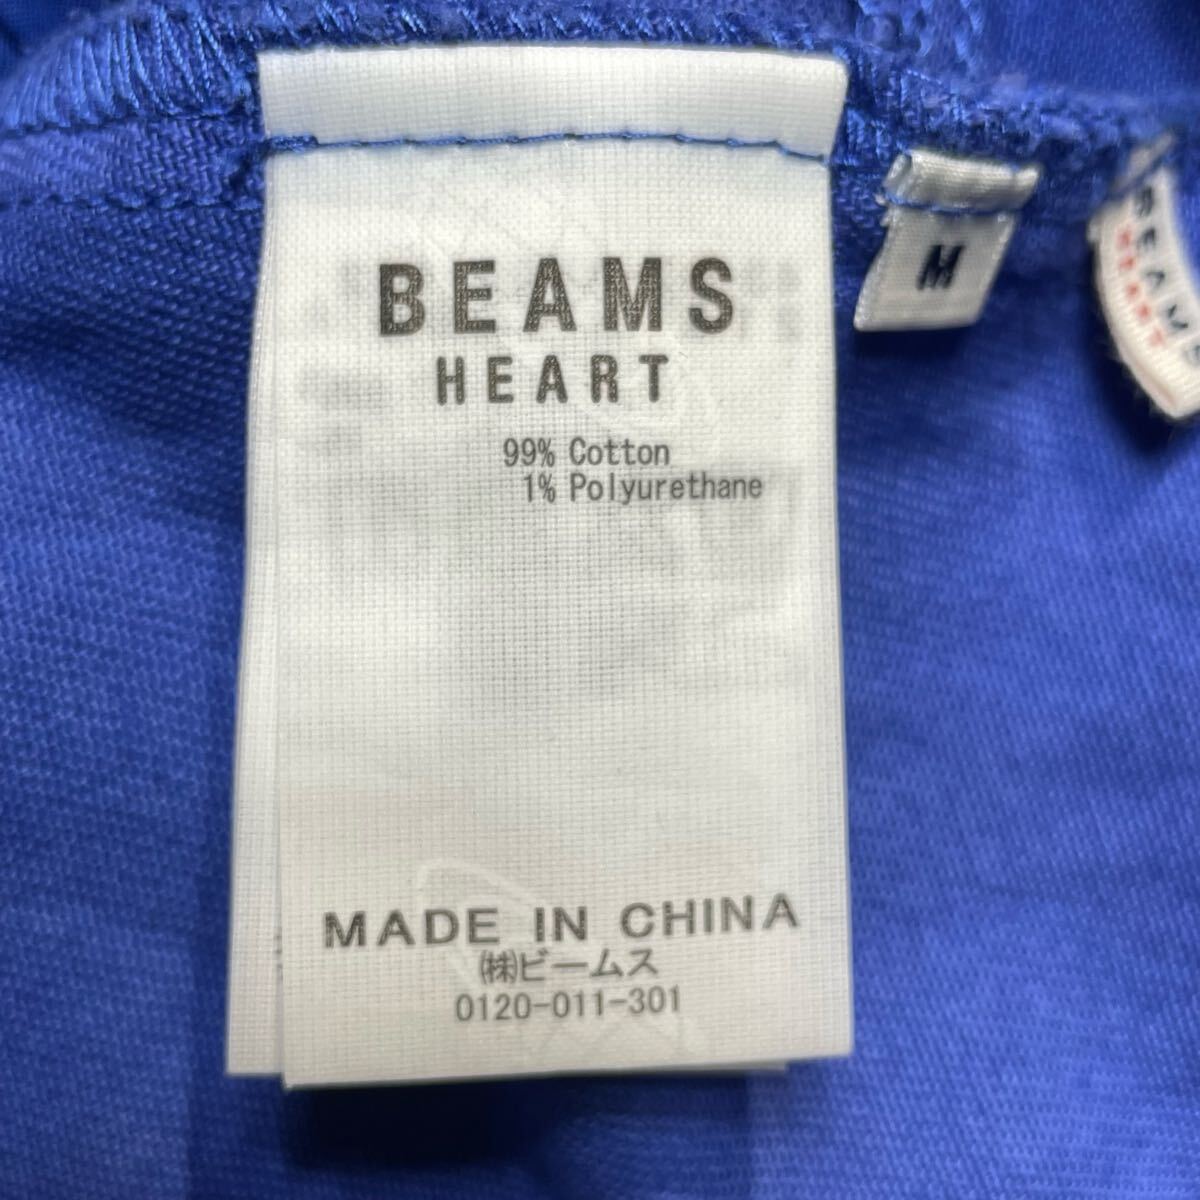 BEAMS
HEART
99% Cotton
1% Polyurethane
MADE IN CHINA
㈱ビームス
0120-011-301
M
BEAMS
HEART